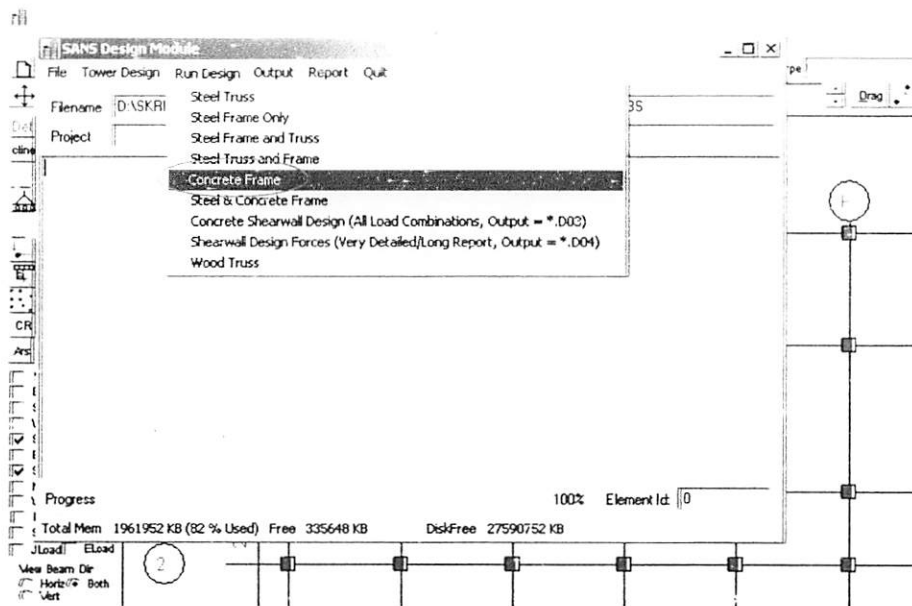 SANS Design Module
File Tower Design Run Design Output Report Quit
Filename D:\SKRI
Project
Steel Truss
Steel Frame Only
Steel Frame and Truss
Steel Truss and Frame
Concrete Frame
Steel & Concrete Frame
Concrete Shearwall Design (All Load Combinations, Output = *.D03)
Shearwall Design Forces (Very Detailed/Long Report, Output = *.D04)
Wood Truss
Drag
CR
Progress 100% Element Id: 0
Total Mem 1961952 KB (82 % Used) Free 335648 KB DiskFree 27590752 KB
JLoad ELoad
View Beam Dir
Horiz Both
Vert
2